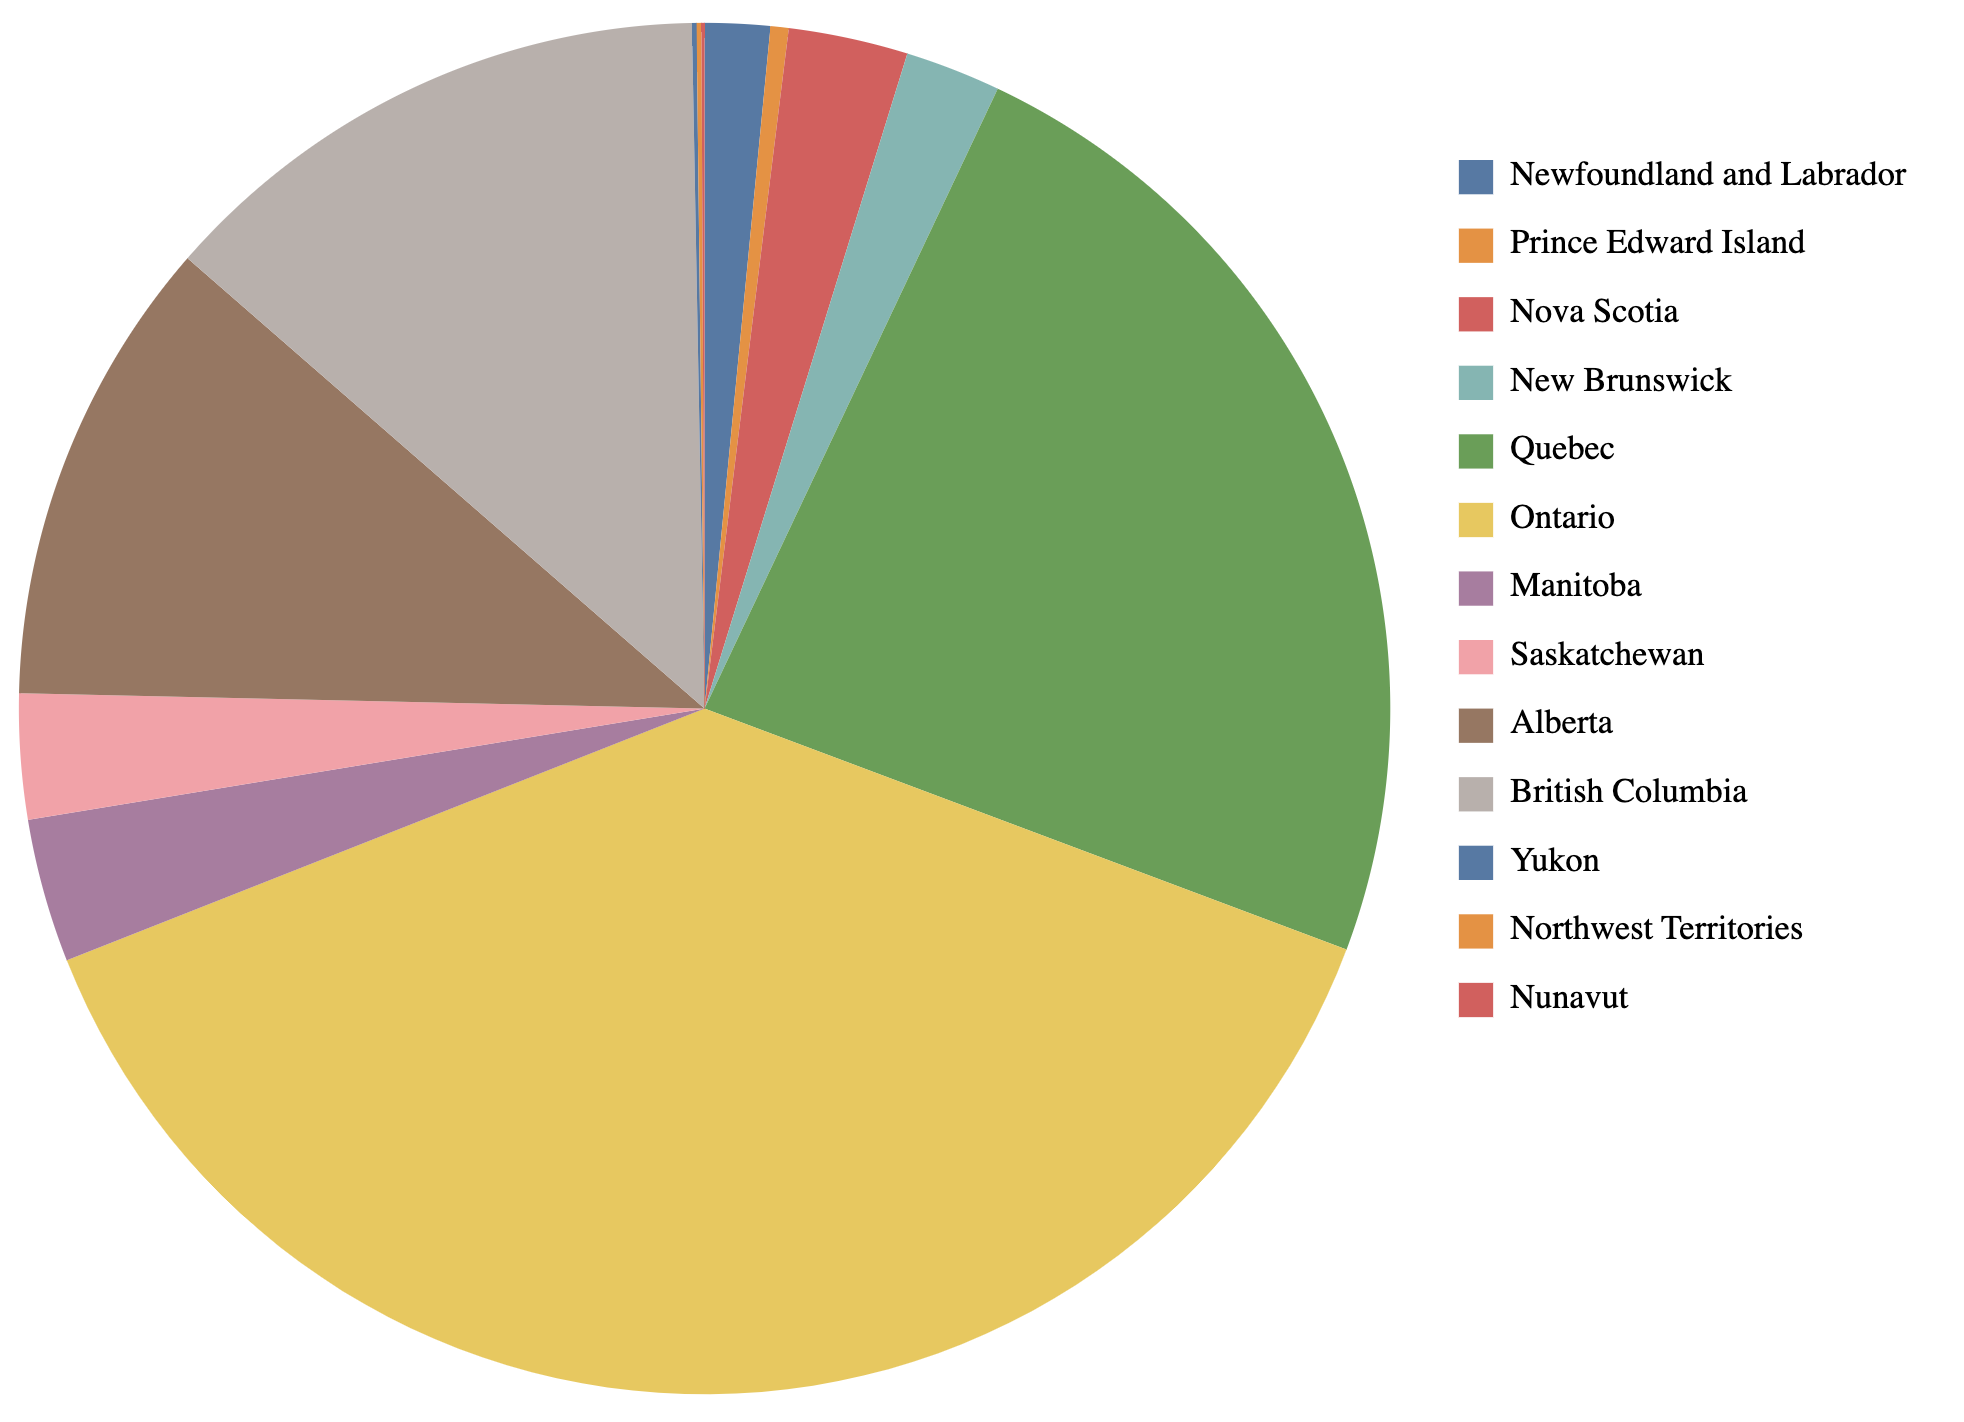 Newfoundland and Labrador
Prince Edward Island
Nova Scotia
New Brunswick
Quebec
Ontario
Manitoba
Saskatchewan
Alberta
British Columbia
Yukon
Northwest Territories
Nunavut